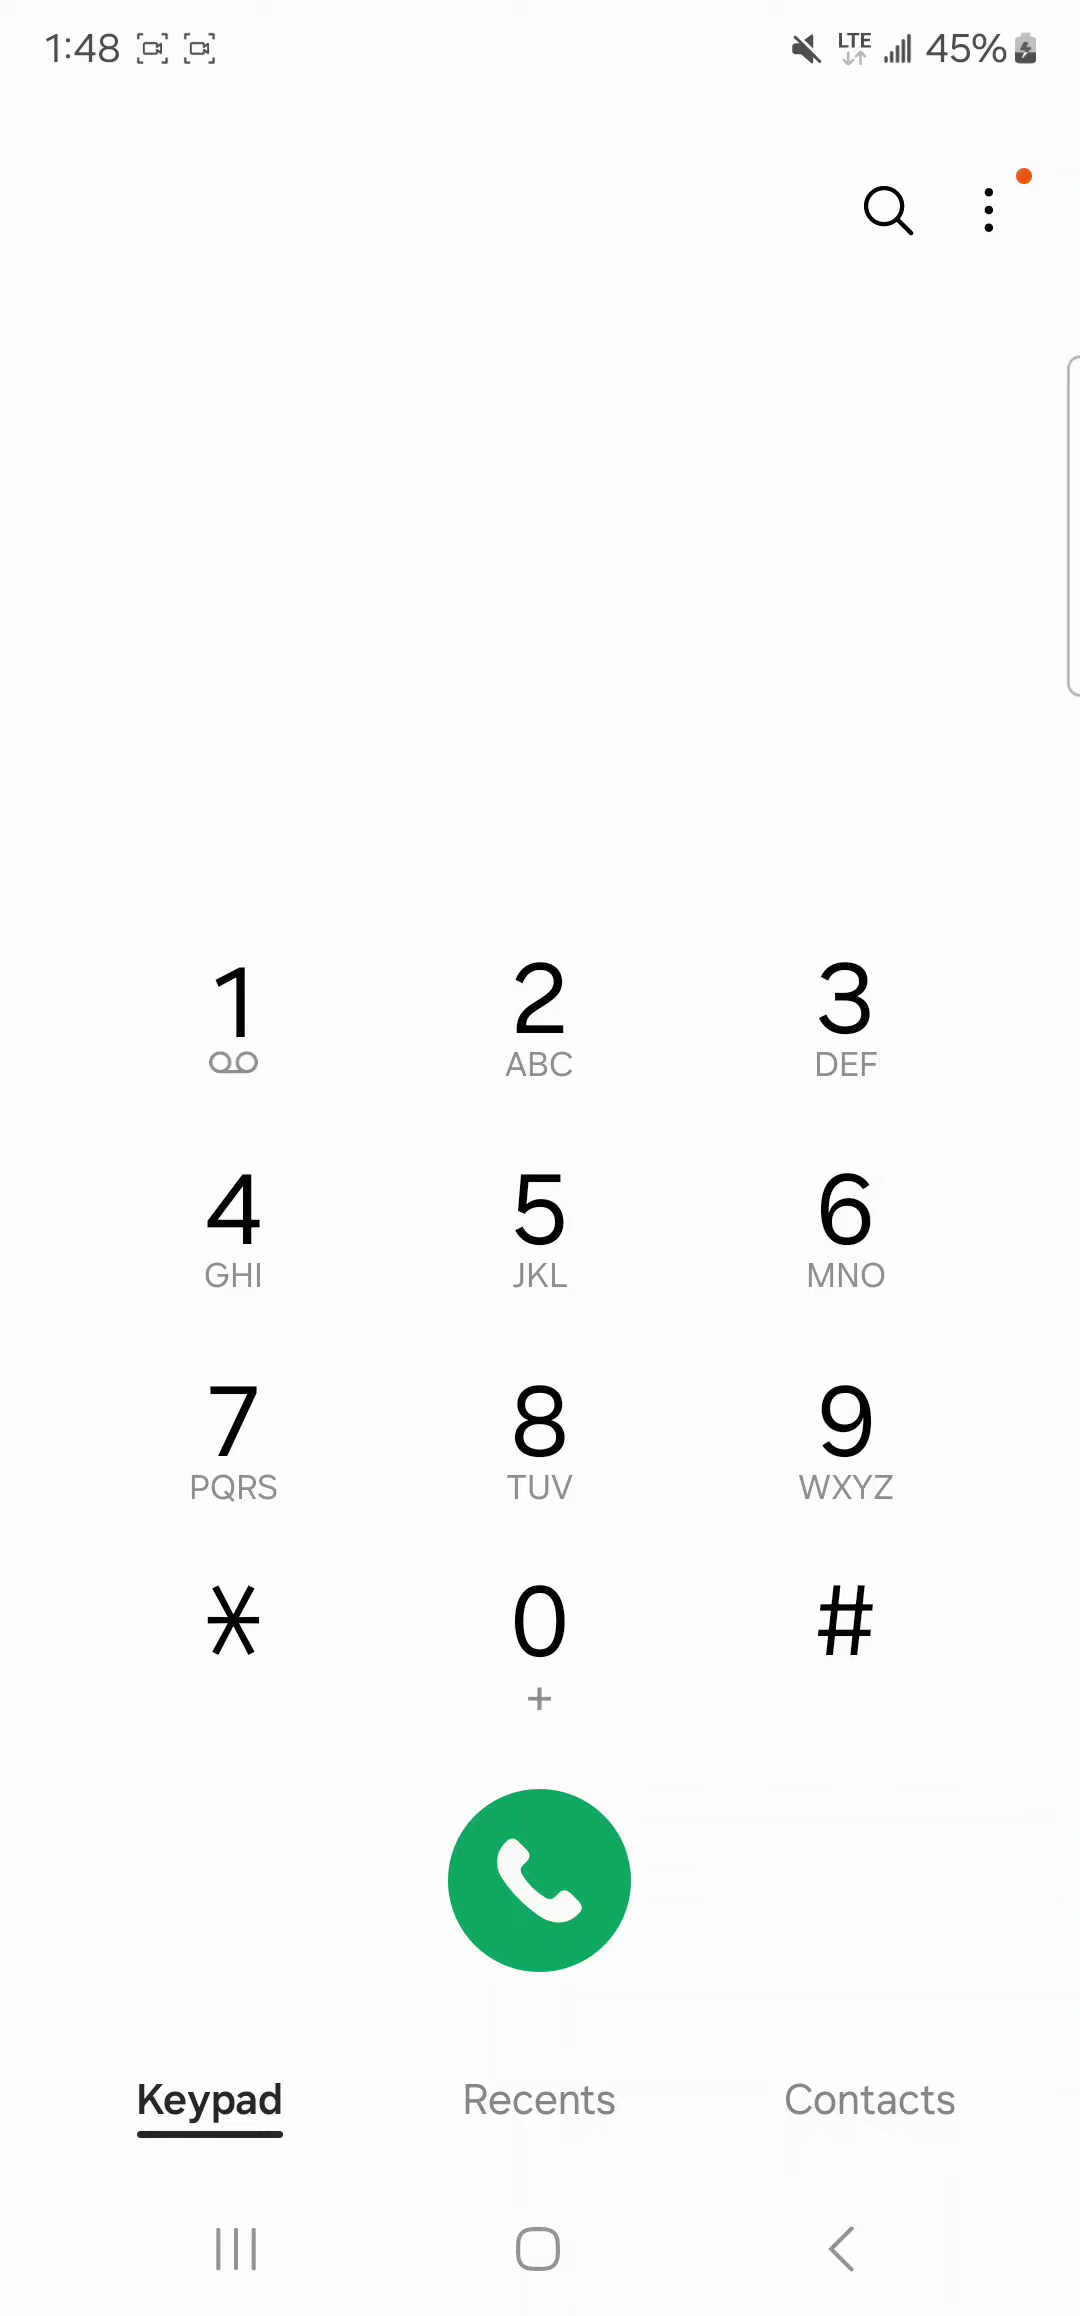 1:48 LTE 45%
1 2 3
ABC DEF
4 5 6
GHI JKL MNO
7 8 9
PQRS TUV WXYZ
* 0 #
+
Keypad Recents Contacts